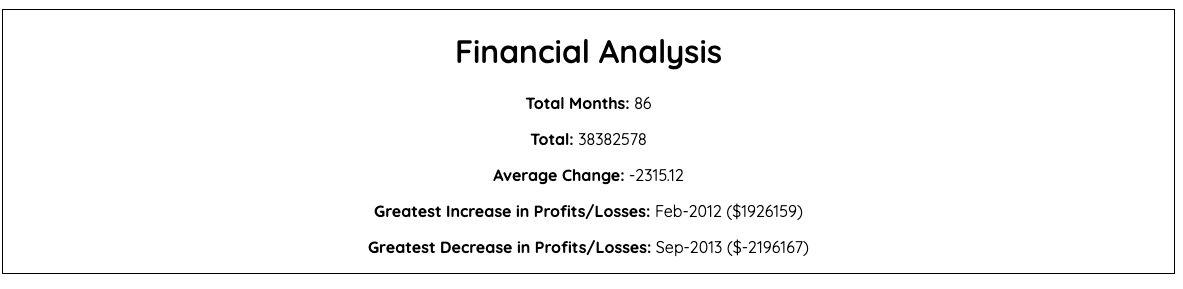 Financial Analysis
Total Months: 86
Total: 38382578
Average Change: -2315.12
Greatest Increase in Profits/Losses: Feb-2012 ($1926159)
Greatest Decrease in Profits/Losses: Sep-2013 ($-2196167)